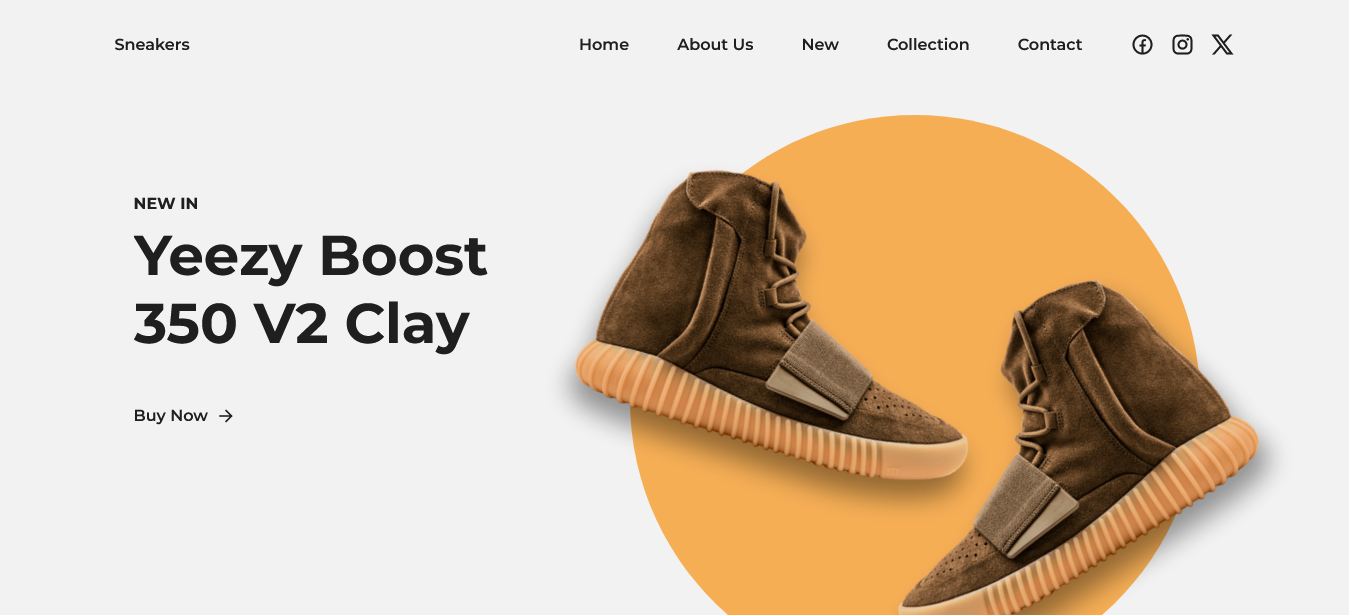 Sneakers
Home About Us New Collection Contact
NEW IN
Yeezy Boost
350 V2 Clay
Buy Now